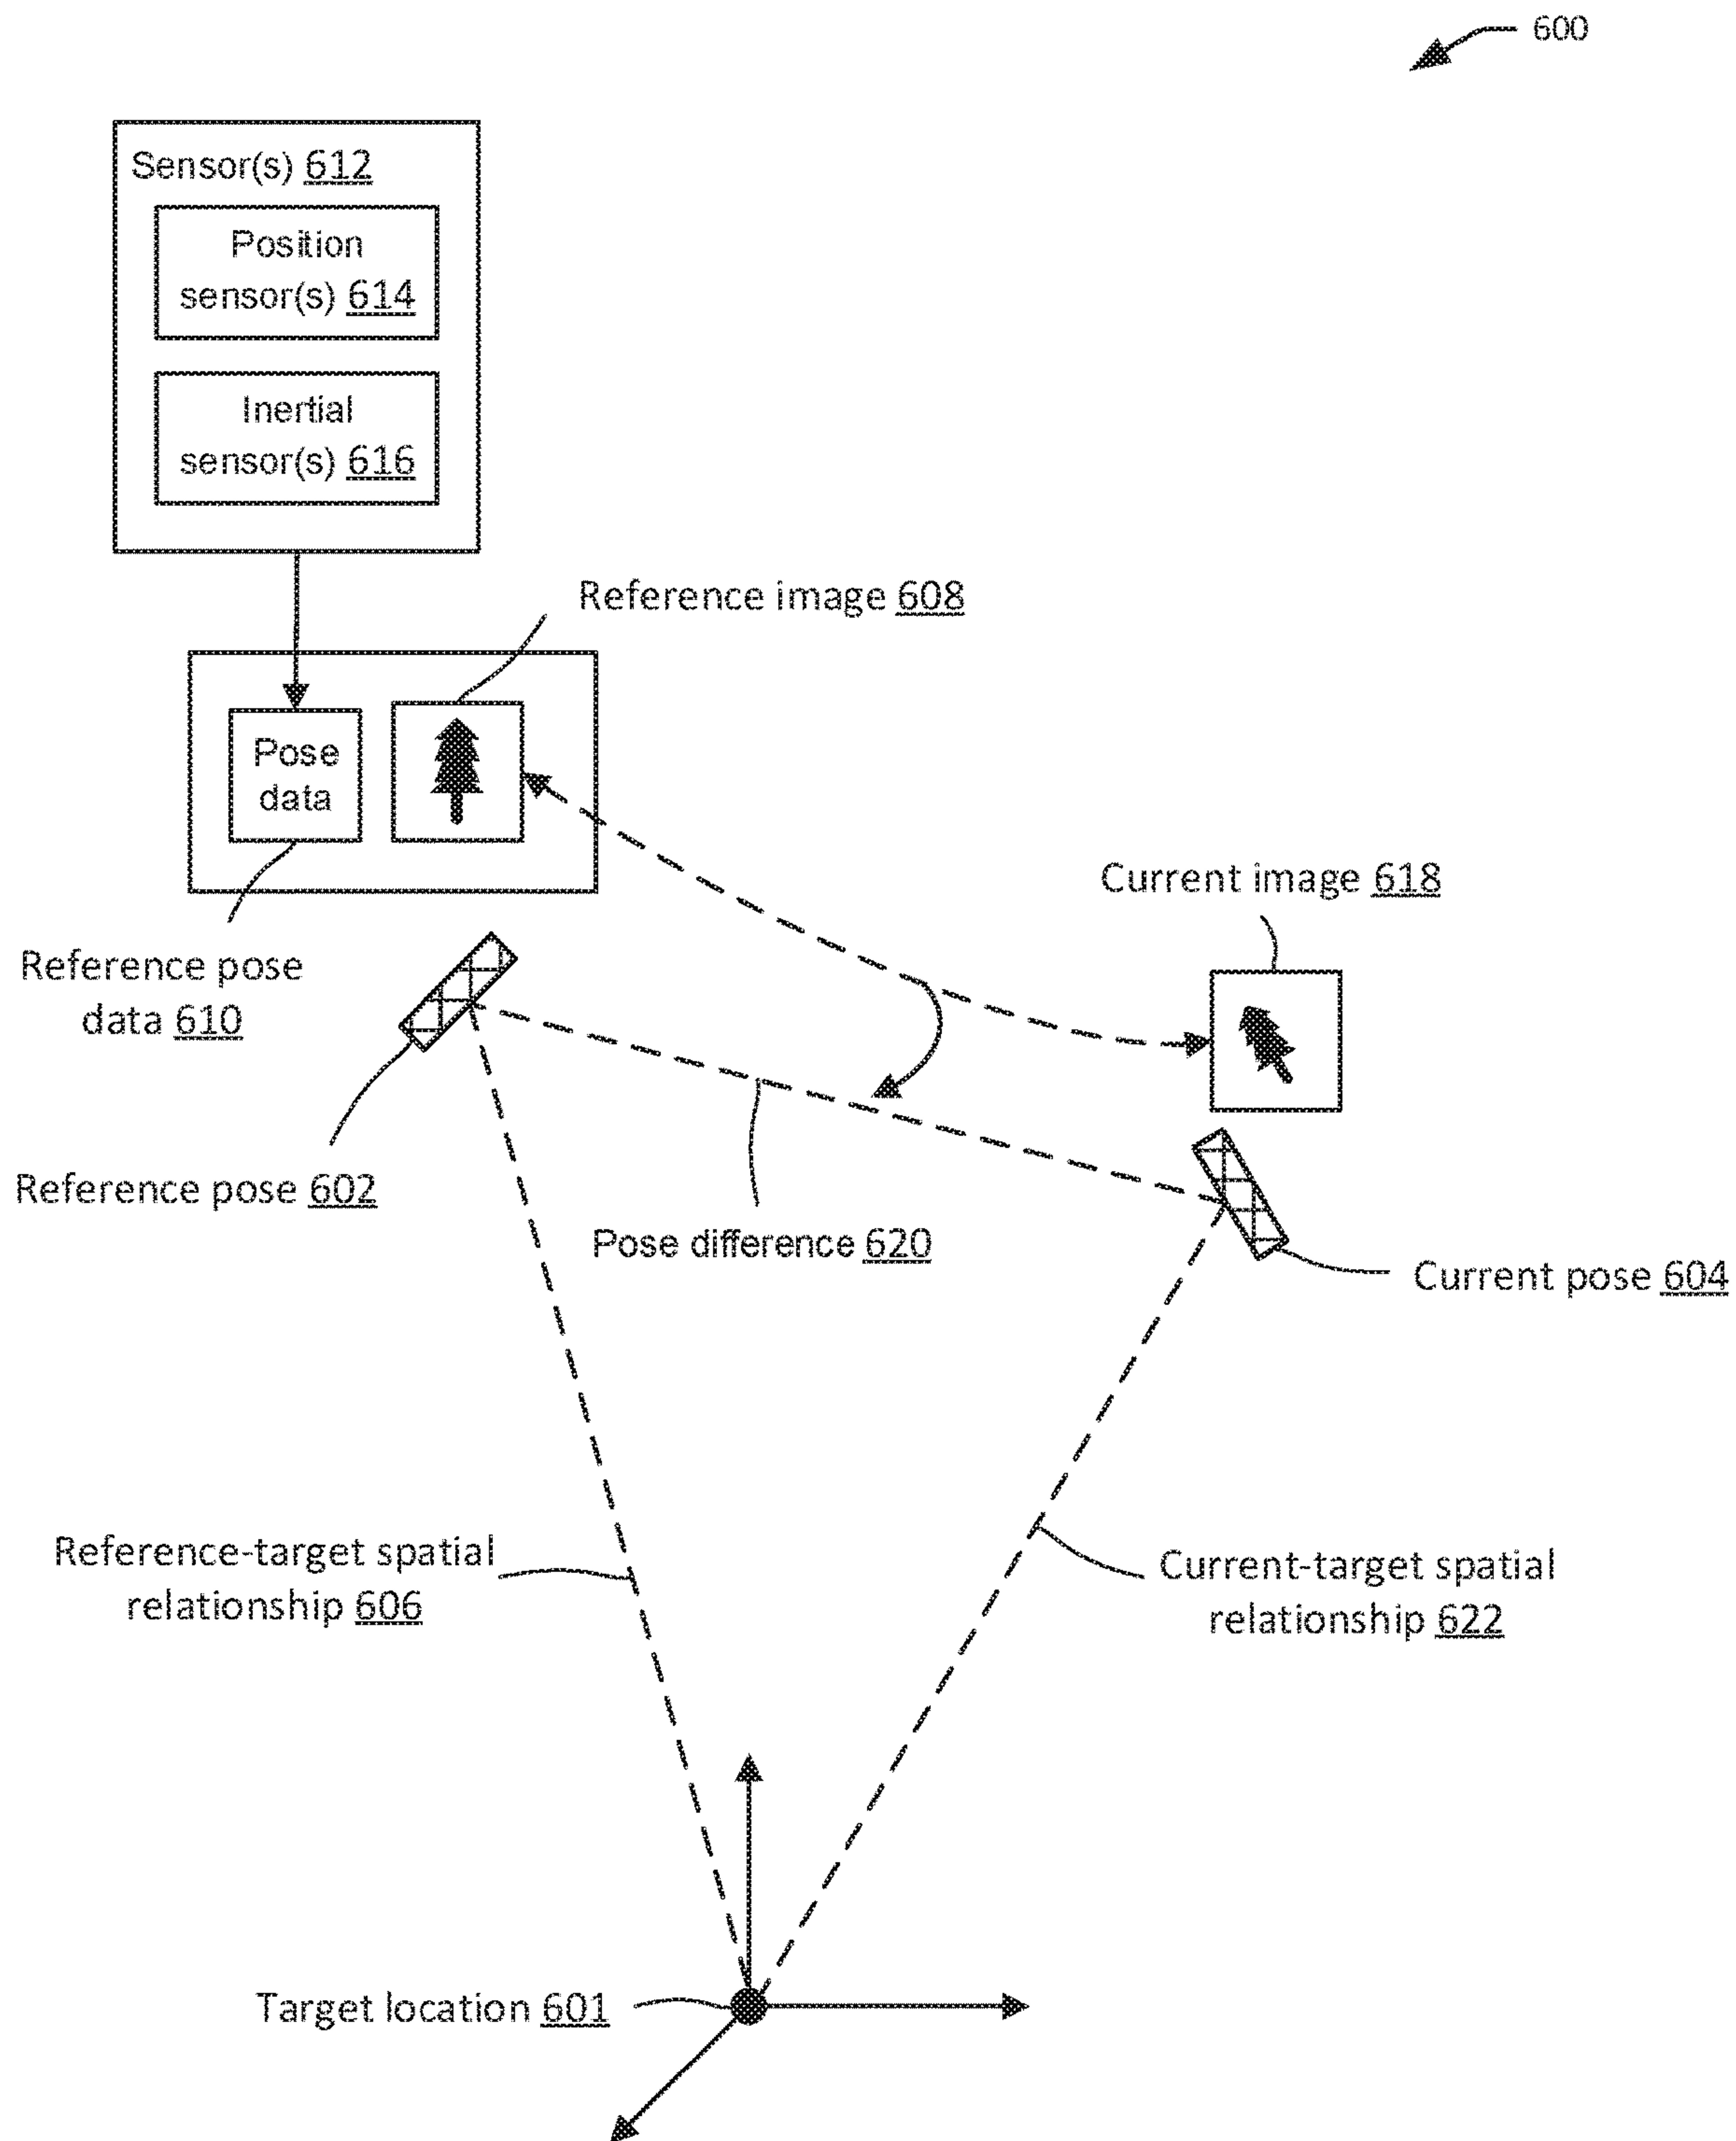 600
Sensor(s) 612
Position
sensor(s) 614
Inertial
sensor(s) 616
Reference image 608
Pose
data
Current image 618
Reference pose
data 610
Reference pose 602
Pose difference 620
Current pose 604
Reference-target spatial
relationship 606
Current-target spatial
relationship 622
Target location 601